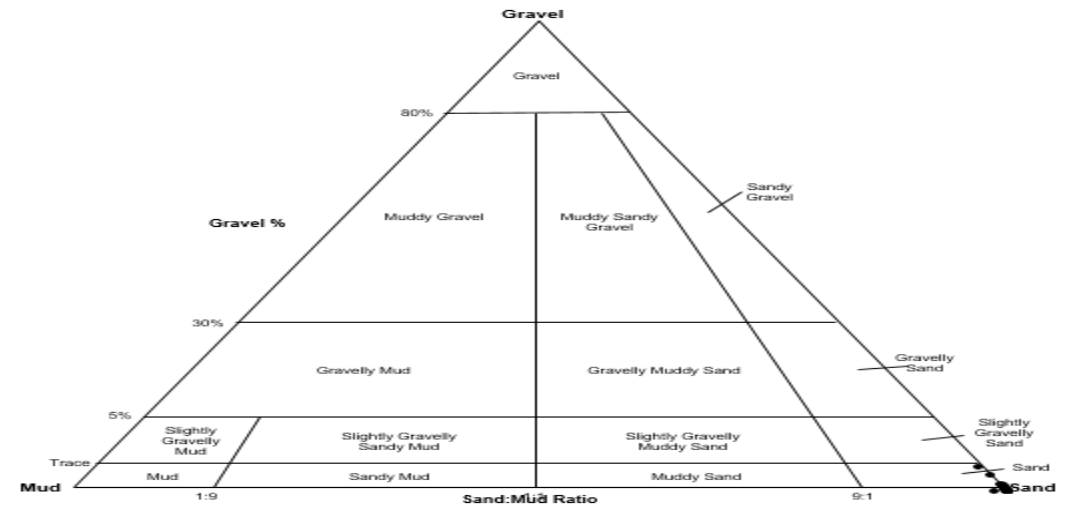 Gravel
Gravel
80%
Sandy
Gravel
Muddy Gravel
Muddy Sandy
Gravel
Gravel %
30%
Gravelly
Sand
Gravelly Mud
Gravelly Muddy Sand
5%
Slightly
Gravelly
Mud
Slightly Gravelly
Sandy Mud
Slightly Gravelly
Muddy Sand
Slightly
Gravelly
Sand
Trace
Mud
Sandy Mud
Muddy Sand
Sand
Mud
Sand
1:9
Sand:Mud Ratio
9:1